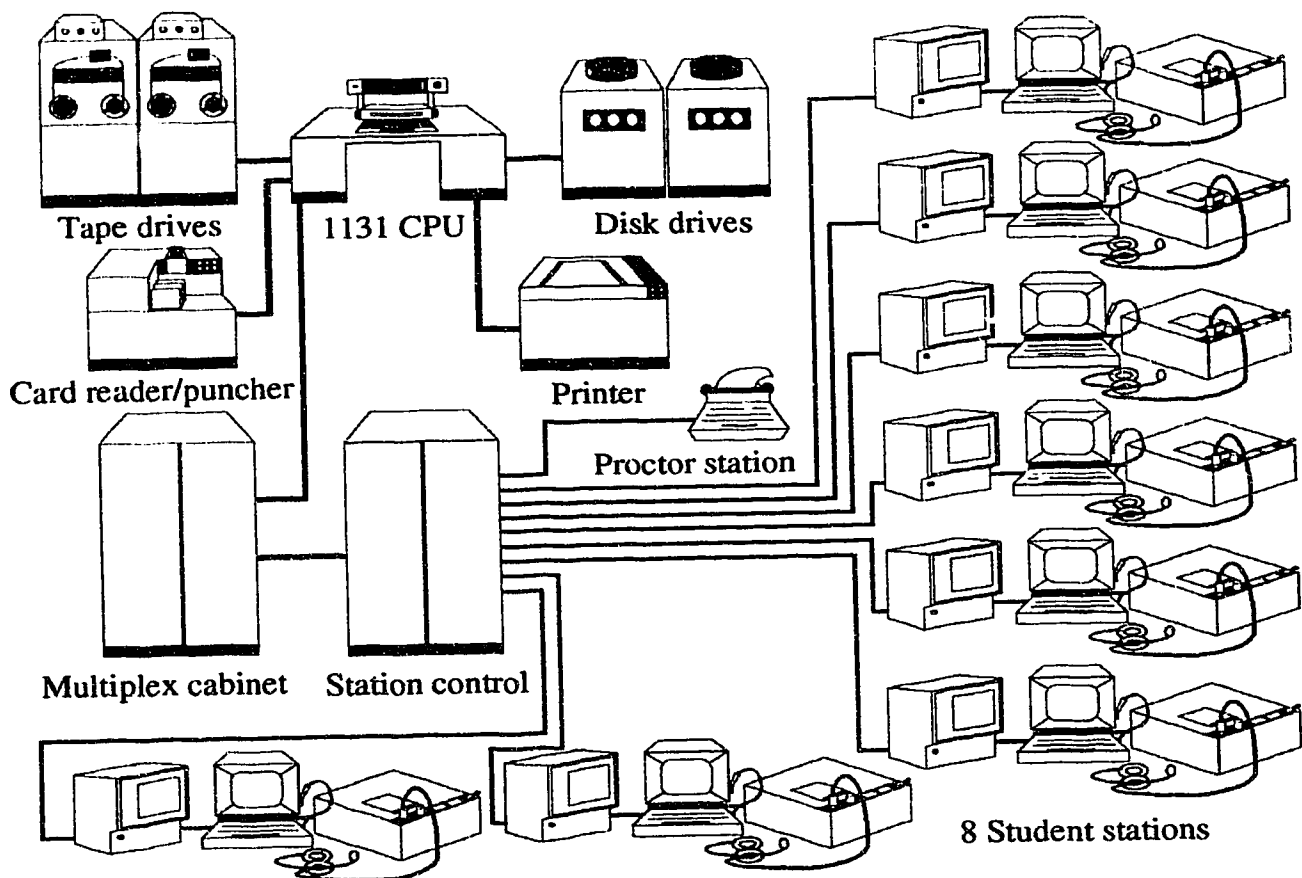 Tape drives
1131 CPU
Disk drives
Card reader/puncher
Printer
Proctor station
Multiplex cabinet
Station control
8 Student stations